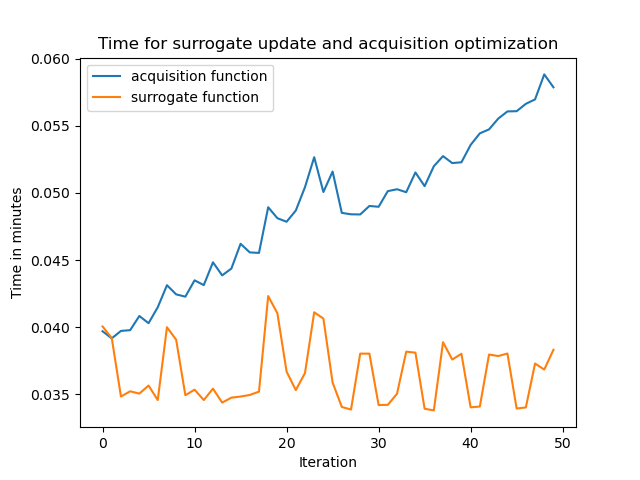 Time for surrogate update and acquisition optimization
acquisition function
surrogate function
Time in minutes
0.060
0.055
0.050
0.045
0.040
0.035
0
10
20
30
40
50
Iteration